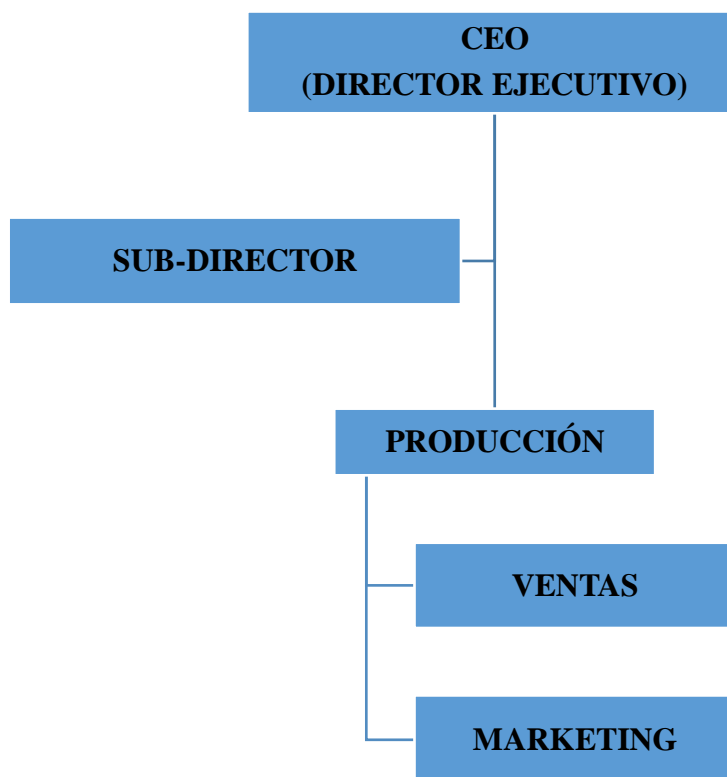 CEO
(DIRECTOR EJECUTIVO)
SUB-DIRECTOR
PRODUCCIÓN
VENTAS
MARKETING